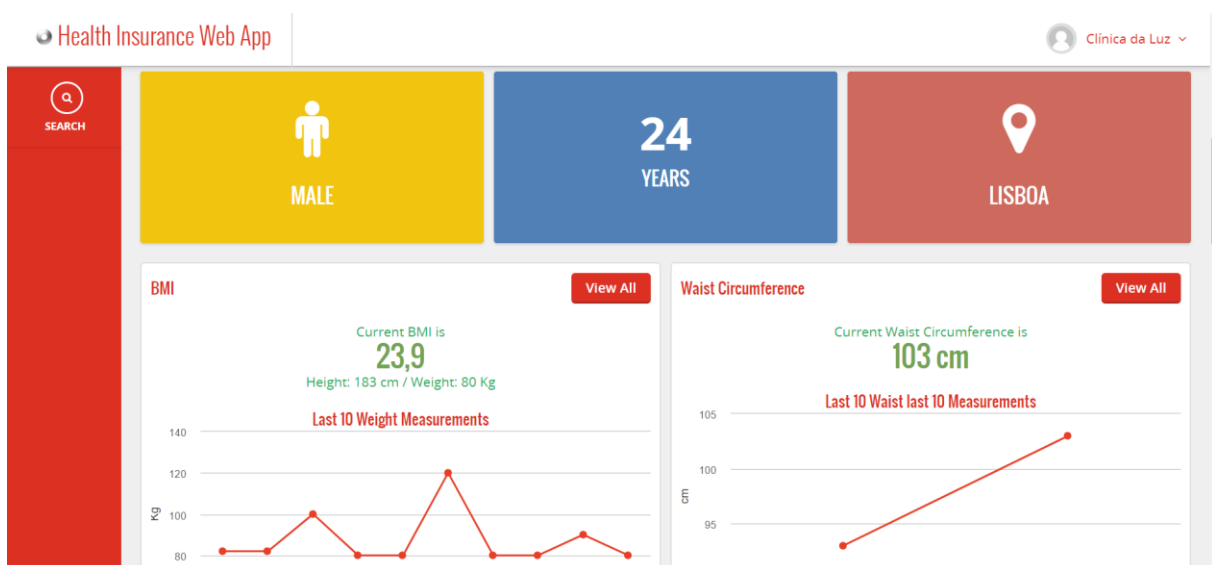 Health Insurance Web App
Clínica da Luz
SEARCH
MALE
24
YEARS
LISBOA
BMI
View All
Current BMI is
23,9
Height: 183 cm / Weight: 80 Kg
Last 10 Weight Measurements
140
120
100
80
Kg
Waist Circumference
View All
Current Waist Circumference is
103 cm
Last 10 Waist last 10 Measurements
105
100
95
cm